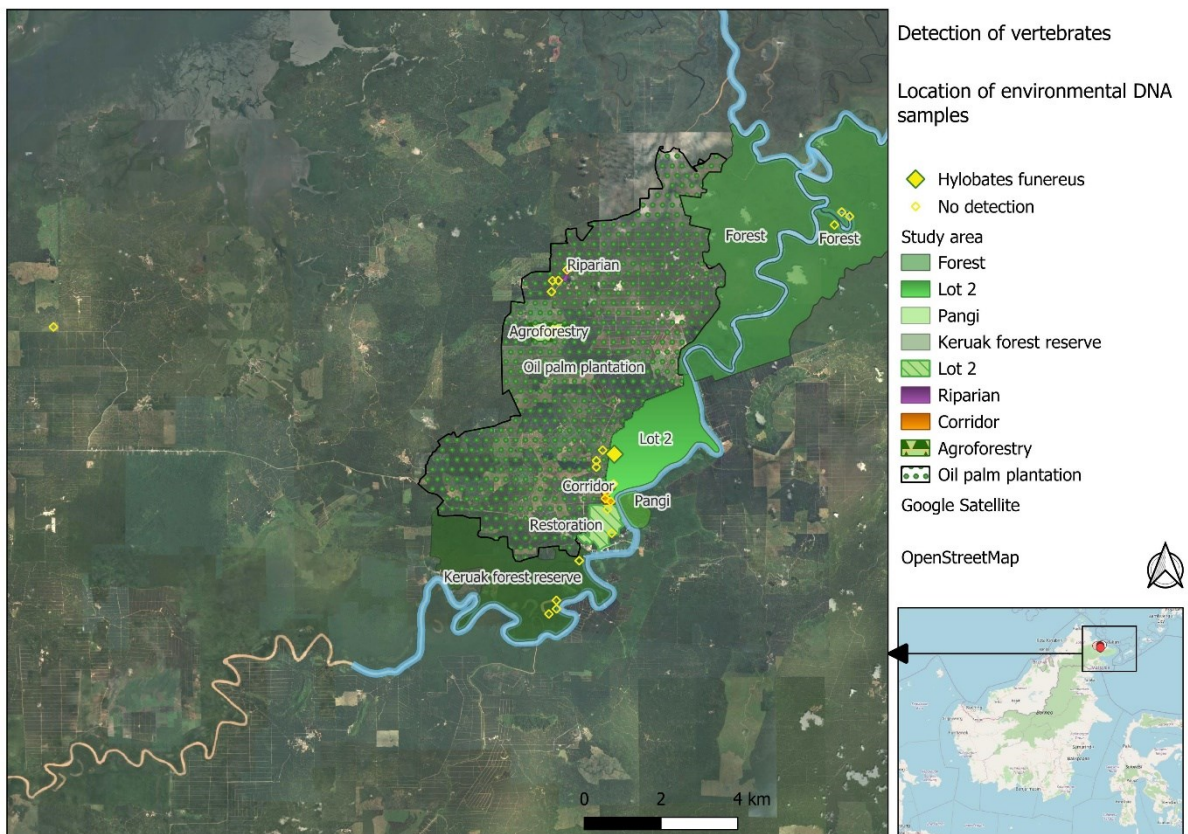 Detection of vertebrates
Location of environmental DNA
samples
Hylobates funereus
No detection
Study area
Forest
Lot 2
Pangi
Keruak forest reserve
Lot 2
Riparian
Corridor
Agroforestry
Oil palm plantation
Google Satellite
OpenStreetMap
Forest
Forest
Riparian
Agroforestry
Oil palm plantation
Lot 2
Corridor
Pangi
Restoration
Keruak forest reserve
0 2 4 km